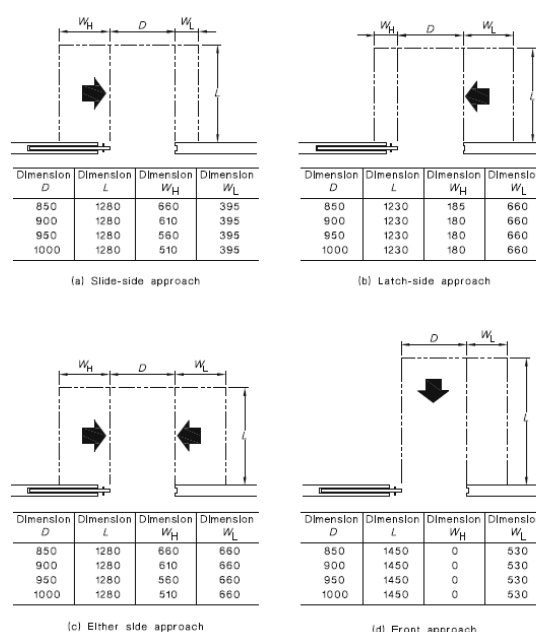 W_H D W_L
L
Dimension Dimension Dimension Dimension
D L W_H W_L
850 1280 660 395
900 1280 610 395
950 1280 560 395
1000 1280 510 395
(a) Slide-side approach
W_H D W_L
L
Dimension Dimension Dimension Dimension
D L W_H W_L
850 1230 185 660
900 1230 180 660
950 1230 180 660
1000 1230 180 660
(b) Latch-side approach
W_H D W_L
L
Dimension Dimension Dimension Dimension
D L W_H W_L
850 1280 660 660
900 1280 610 660
950 1280 560 660
1000 1280 510 660
(c) Either side approach
D W_L
L
Dimension Dimension Dimension Dimension
D L W_H W_L
850 1450 0 530
900 1450 0 530
950 1450 0 530
1000 1450 0 530
(d) Front approach